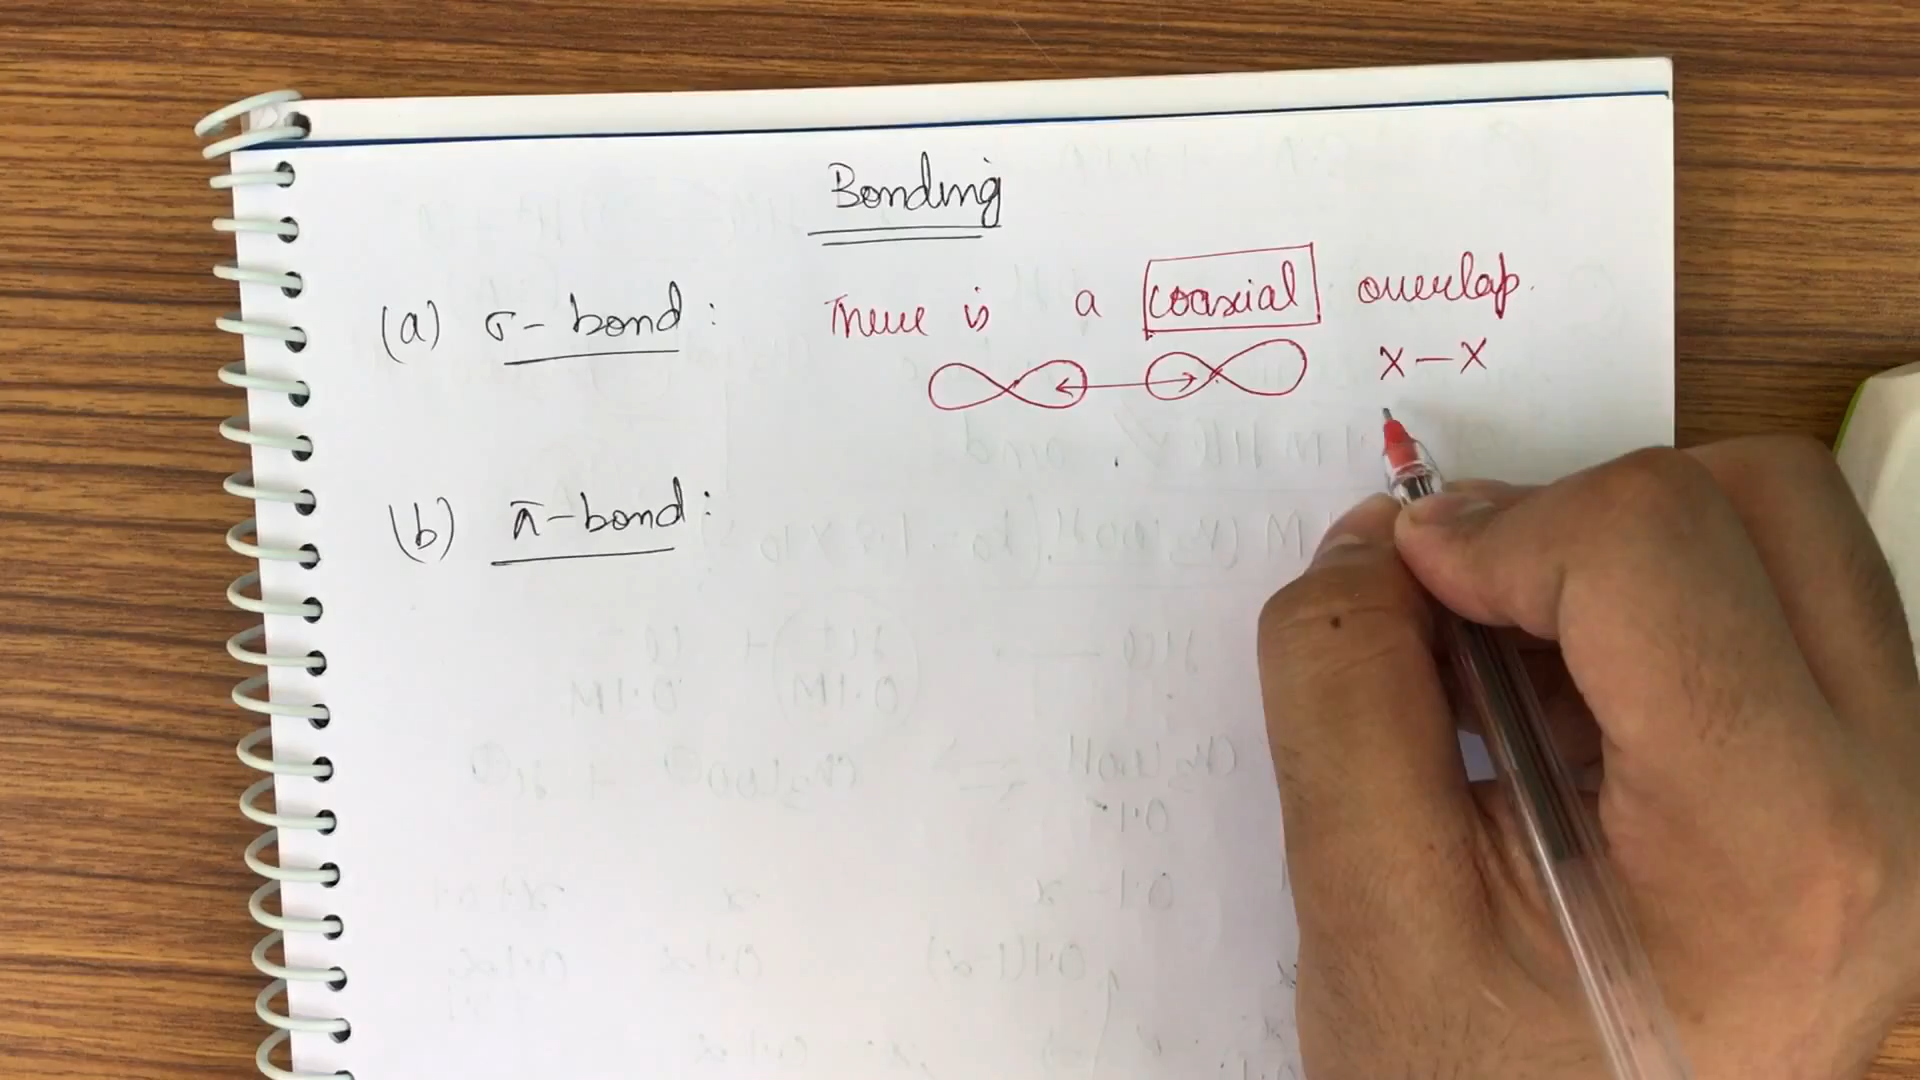 Bonding
(a) σ-bond : There is a coaxial overlap.
X—X
(b) π-bond :